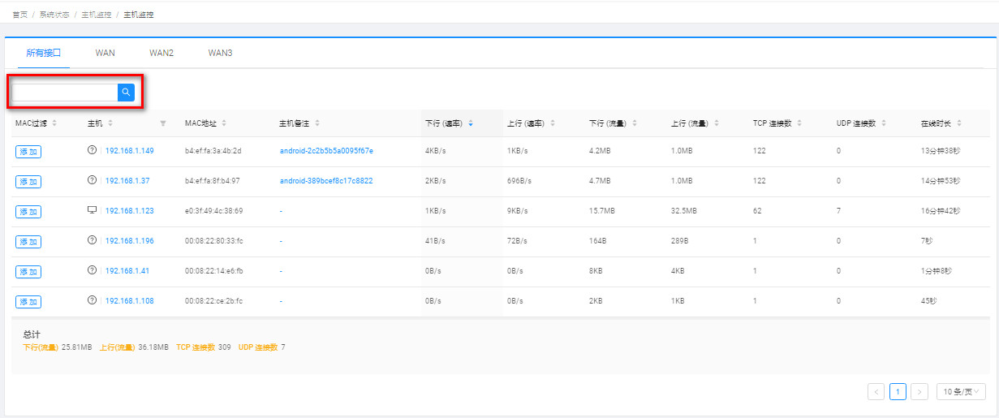 首页 / 系统状态 / 主机监控 / 主机监控
所有接口 WAN WAN2 WAN3
MAC过滤 主机 MAC地址 主机备注 下行 (速率) 上行 (速率) 下行 (流量) 上行 (流量) TCP 连接数 UDP 连接数 在线时长
添加 192.168.1.149 b4:ef:fa:3a:4b:2d android-2c2b5b5a0095f67e 4KB/s 1KB/s 4.2MB 1.0MB 122 0 13分钟38秒
添加 192.168.1.37 b4:ef:fa:8f:b4:97 android-389bcef8c17c8822 2KB/s 696B/s 4.7MB 1.0MB 122 0 14分钟53秒
添加 192.168.1.123 e0:3f:49:4c:38:69 - 1KB/s 9KB/s 15.7MB 32.5MB 62 7 16分钟42秒
添加 192.168.1.196 00:08:22:80:33:fc - 41B/s 72B/s 164B 289B 1 0 7秒
添加 192.168.1.41 00:08:22:14:e6:fb - 0B/s 0B/s 8KB 4KB 1 0 1分钟8秒
添加 192.168.1.108 00:08:22:ce:2b:fc - 0B/s 0B/s 2KB 1KB 1 0 45秒
总计
下行(流量) 25.81MB 上行(流量) 36.18MB TCP 连接数 309 UDP 连接数 7
< 1 > 10 条/页